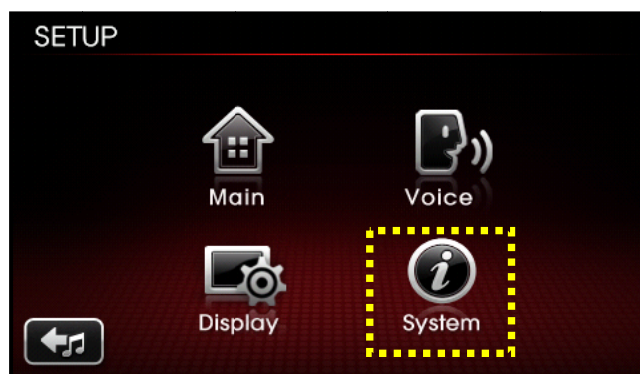 SETUP
Main
Voice
Display
System